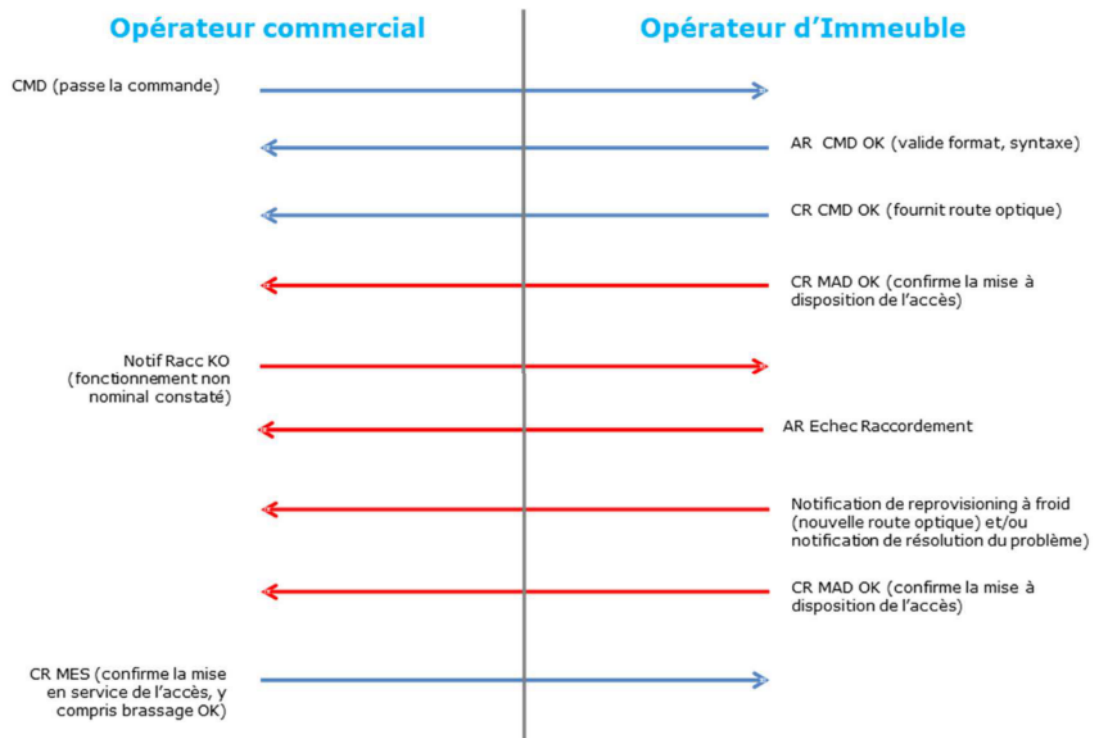 Opérateur commercial
Opérateur d'Immeuble
CMD (passe la commande)
AR CMD OK (valide format, syntaxe)
CR CMD OK (fournit route optique)
CR MAD OK (confirme la mise à
disposition de l'accès)
Notif Racc KO
(fonctionnement non
nominal constaté)
AR Echec Raccordement
Notification de reprovisioning à froid
(nouvelle route optique) et/ou
notification de résolution du problème)
CR MAD OK (confirme la mise à
disposition de l'accès)
CR MES (confirme la mise
en service de l'accès, y
compris brassage OK)